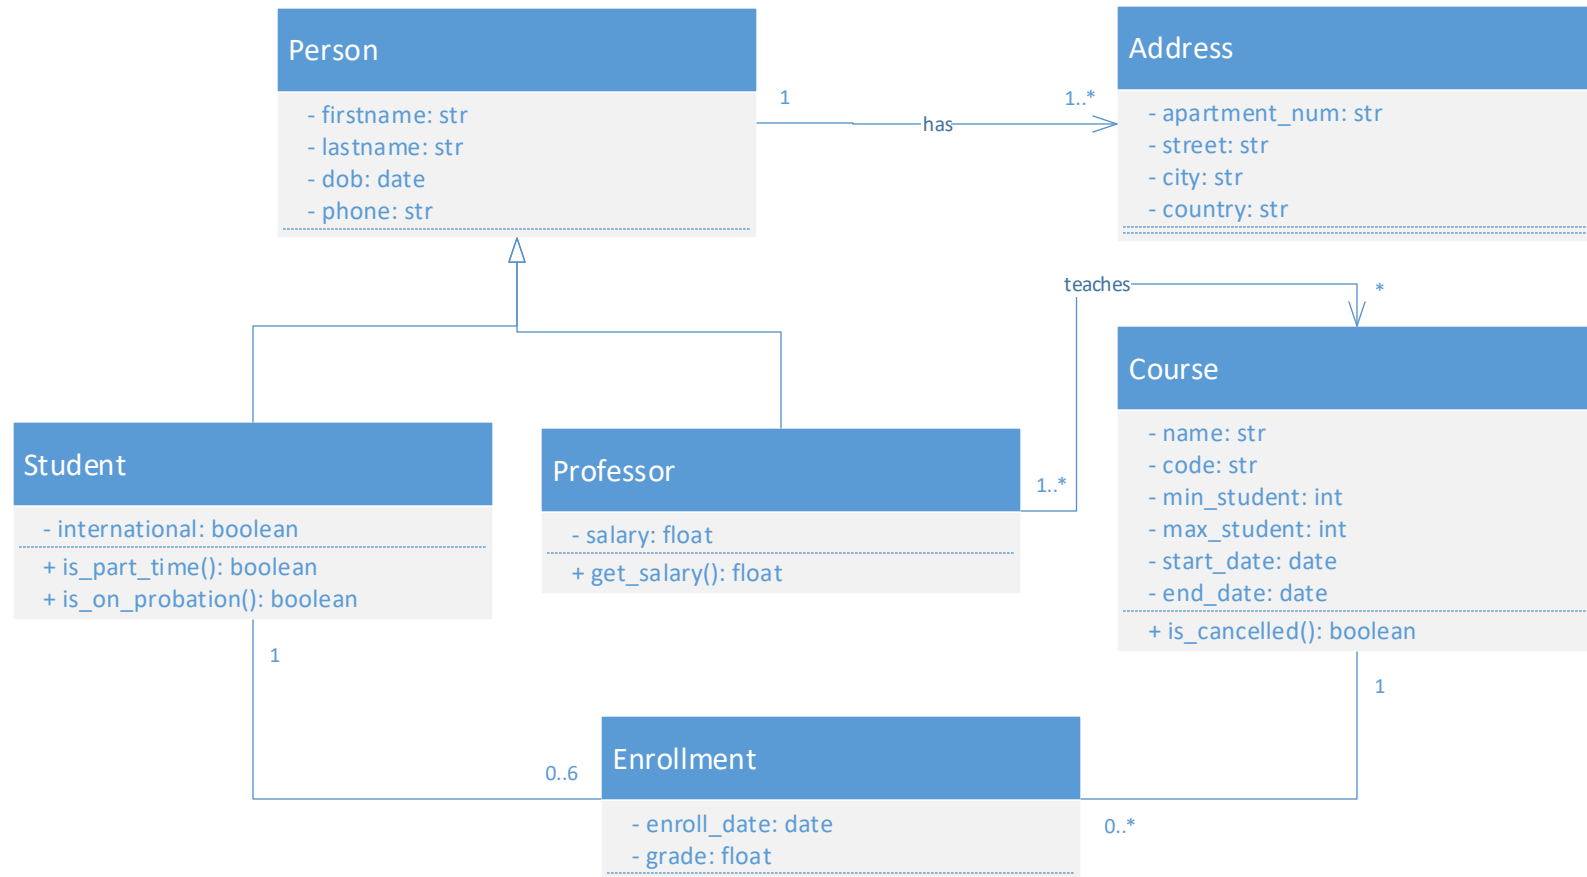 Person
- firstname: str
- lastname: str
- dob: date
- phone: str
1
has
1..*
Address
- apartment_num: str
- street: str
- city: str
- country: str
teaches
*
Course
- name: str
- code: str
- min_student: int
- max_student: int
- start_date: date
- end_date: date
+ is_cancelled(): boolean
Student
- international: boolean
+ is_part_time(): boolean
+ is_on_probation(): boolean
Professor
- salary: float
+ get_salary(): float
1..*
1
1
0..6
Enrollment
- enroll_date: date
- grade: float
0..*